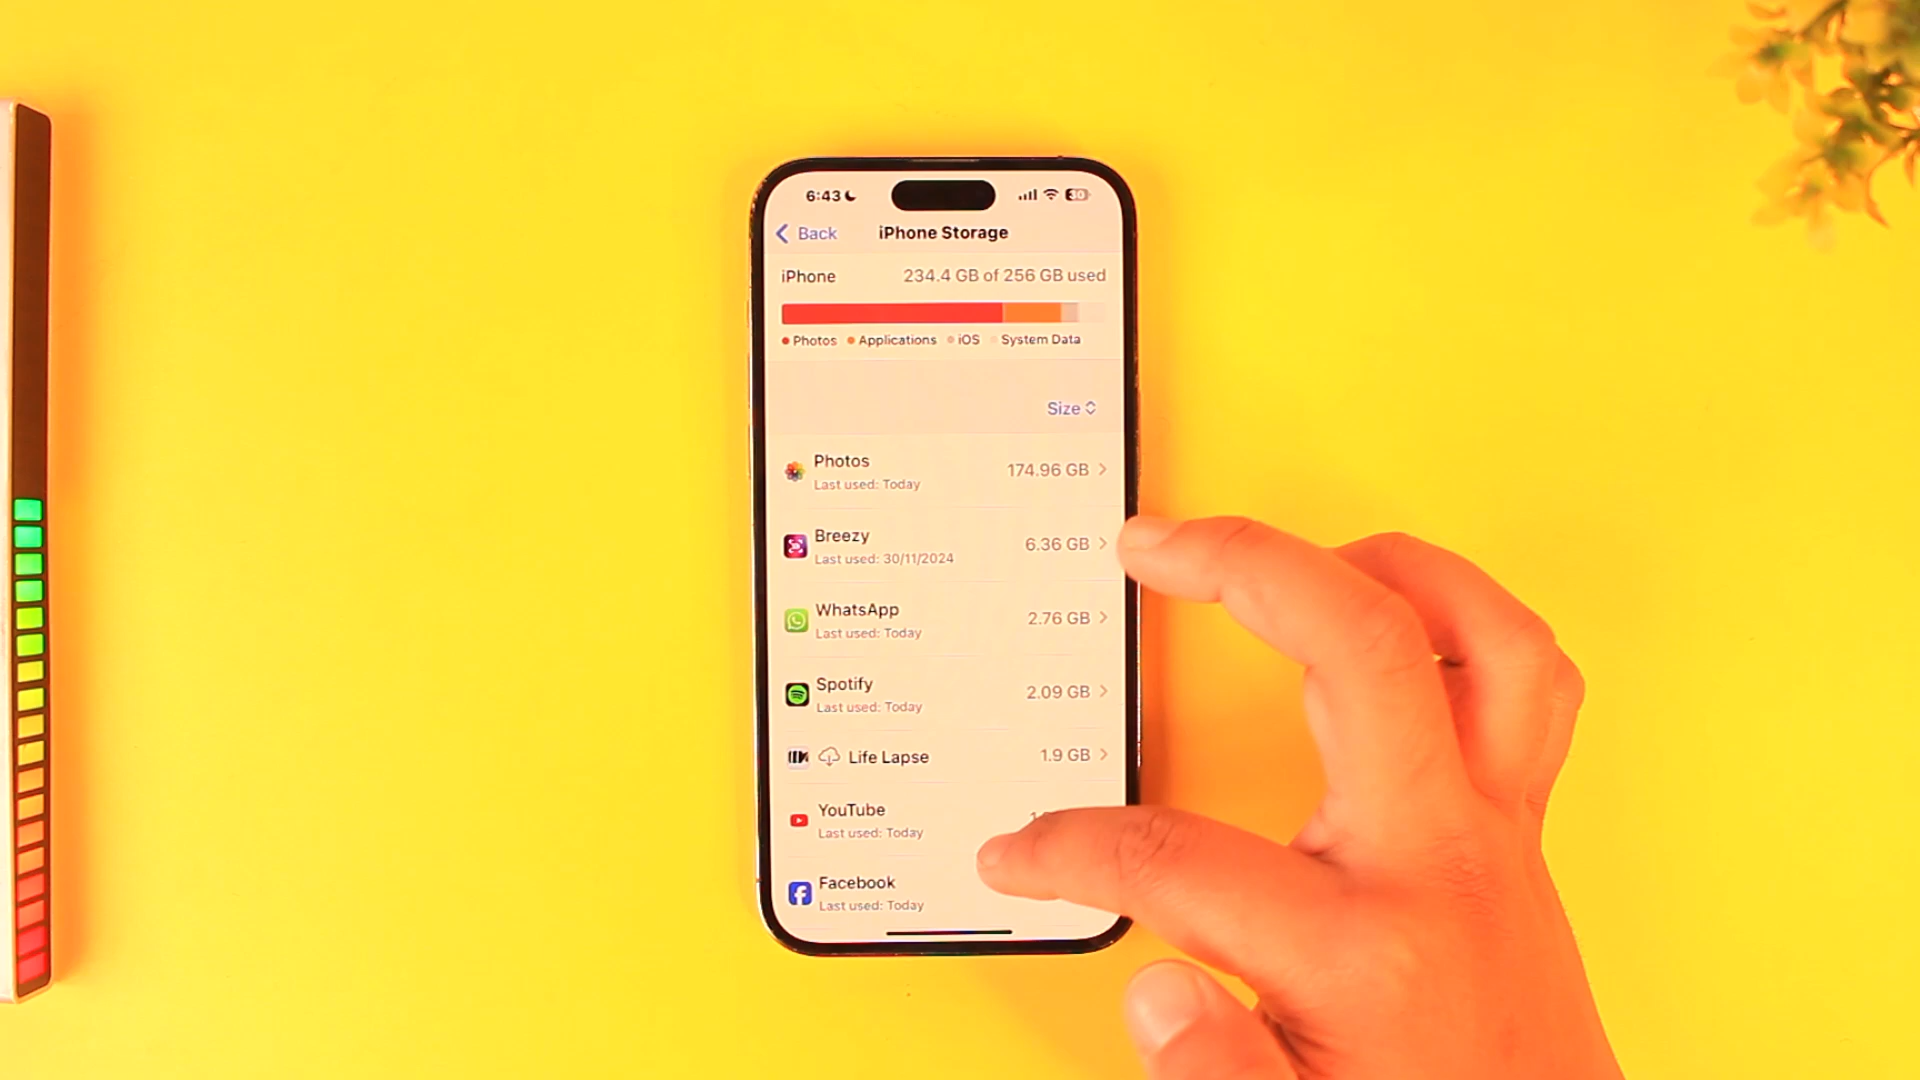 6:43
30
Back
iPhone Storage
iPhone 234.4 GB of 256 GB used
Photos Applications iOS System Data
Size
Photos
174.96 GB
Last used: Today
Breezy
6.36 GB
Last used: 30/11/2024
WhatsApp
2.76 GB
Last used: Today
Spotify
2.09 GB
Last used: Today
Life Lapse 1.9 GB
YouTube
Last used: Today
Facebook
Last used: Today